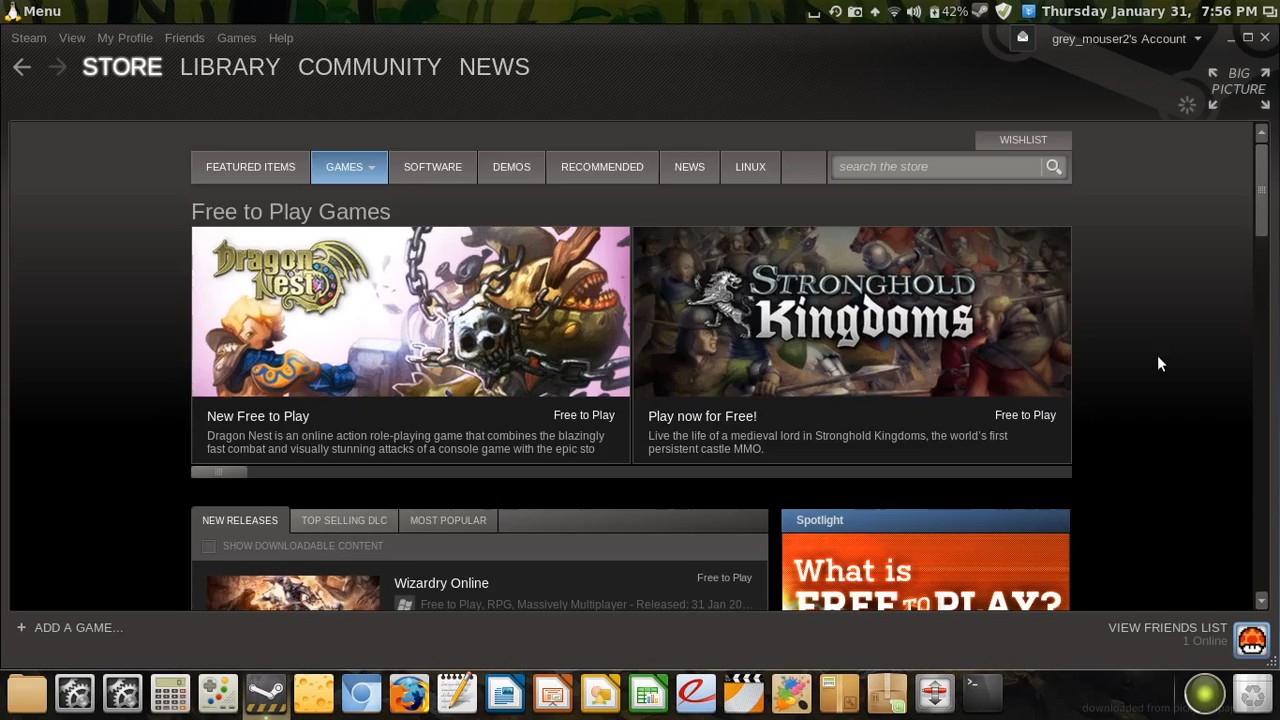 Menu
42%
Thursday January 31, 7:56 PM
Steam View My Profile Friends Games Help
grey_mouser2's Account
STORE LIBRARY COMMUNITY NEWS
BIG
PICTURE
WISHLIST
FEATURED ITEMS GAMES SOFTWARE DEMOS RECOMMENDED NEWS LINUX search the store
Free to Play Games
Dragon
Nest
STRONGHOLD
Kingdoms
New Free to Play Free to Play
Dragon Nest is an online action role-playing game that combines the blazingly
fast combat and visually stunning attacks of a console game with the epic sto
Play now for Free! Free to Play
Live the life of a medieval lord in Stronghold Kingdoms, the world's first
persistent castle MMO.
NEW RELEASES TOP SELLING DLC MOST POPULAR
SHOW DOWNLOADABLE CONTENT
Wizardry Online Free to Play
Free to Play, RPG, Massively Multiplayer - Released: 31 Jan 20...
Spotlight
What is
FREE TO PLAY?
+ ADD A GAME...
VIEW FRIENDS LIST
1 Online
downloaded from